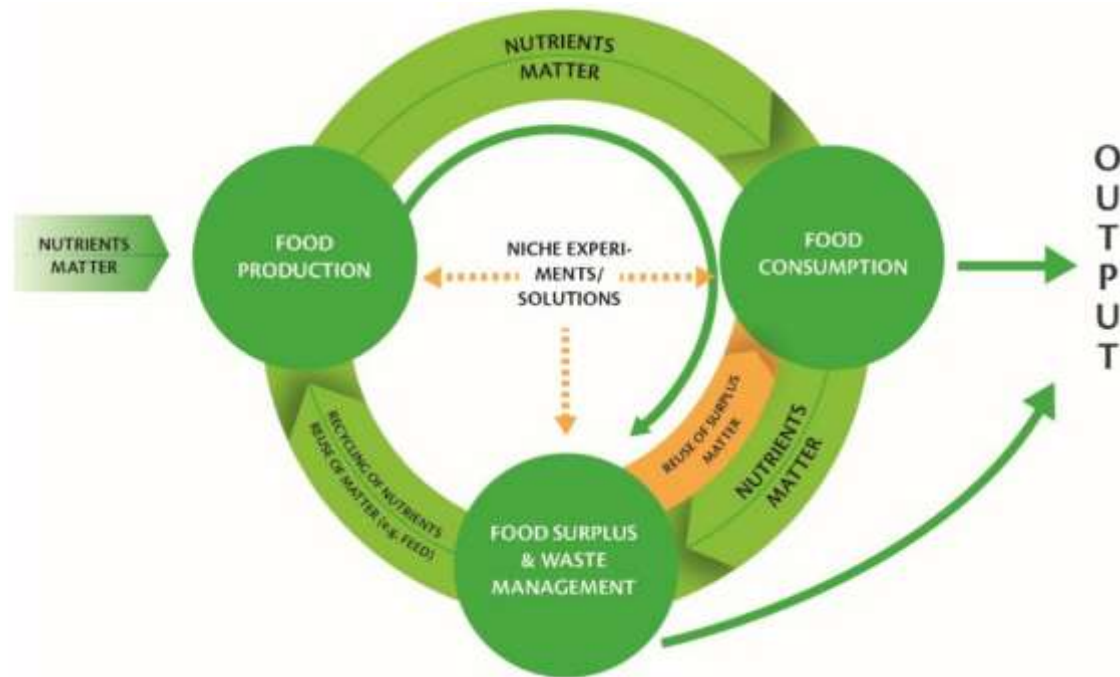 NUTRIENTS
MATTER
NUTRIENTS
MATTER
FOOD
PRODUCTION
NICHE EXPERI-
MENTS/
SOLUTIONS
FOOD
CONSUMPTION
OUTPUT
RECYCLING OF NUTRIENTS
REUSE OF MATTER (e.g. FEED)
REUSE OF SURPLUS
MATTER
NUTRIENTS
MATTER
FOOD SURPLUS
& WASTE
MANAGEMENT